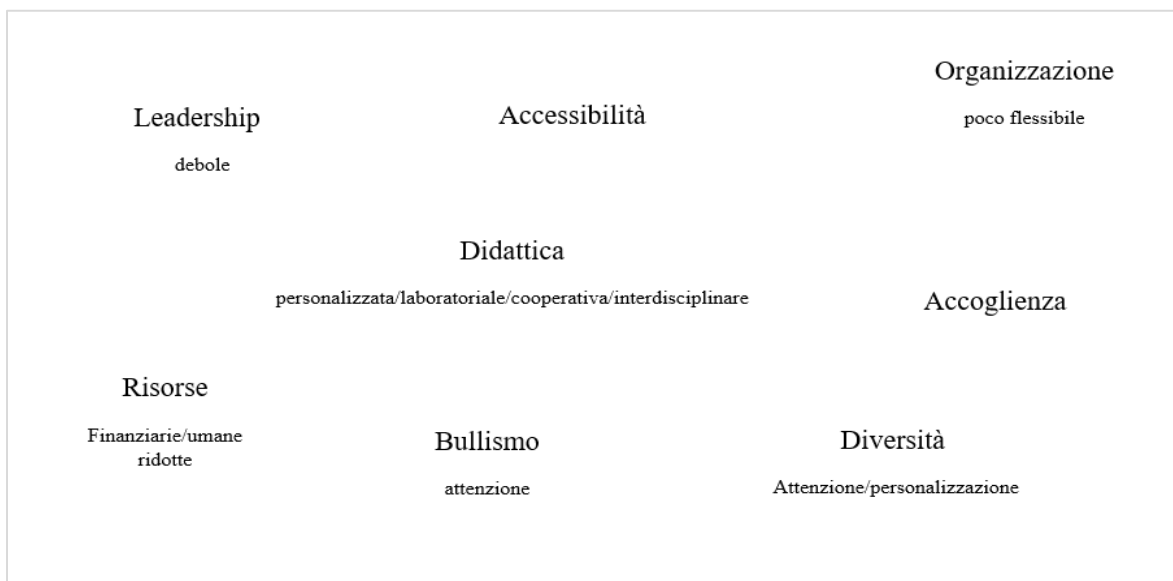 Organizzazione
poco flessibile
Leadership
debole
Accessibilità
Didattica
personalizzata/laboratoriale/cooperativa/interdisciplinare
Accoglienza
Risorse
Finanziarie/umane
ridotte
Bullismo
attenzione
Diversità
Attenzione/personalizzazione